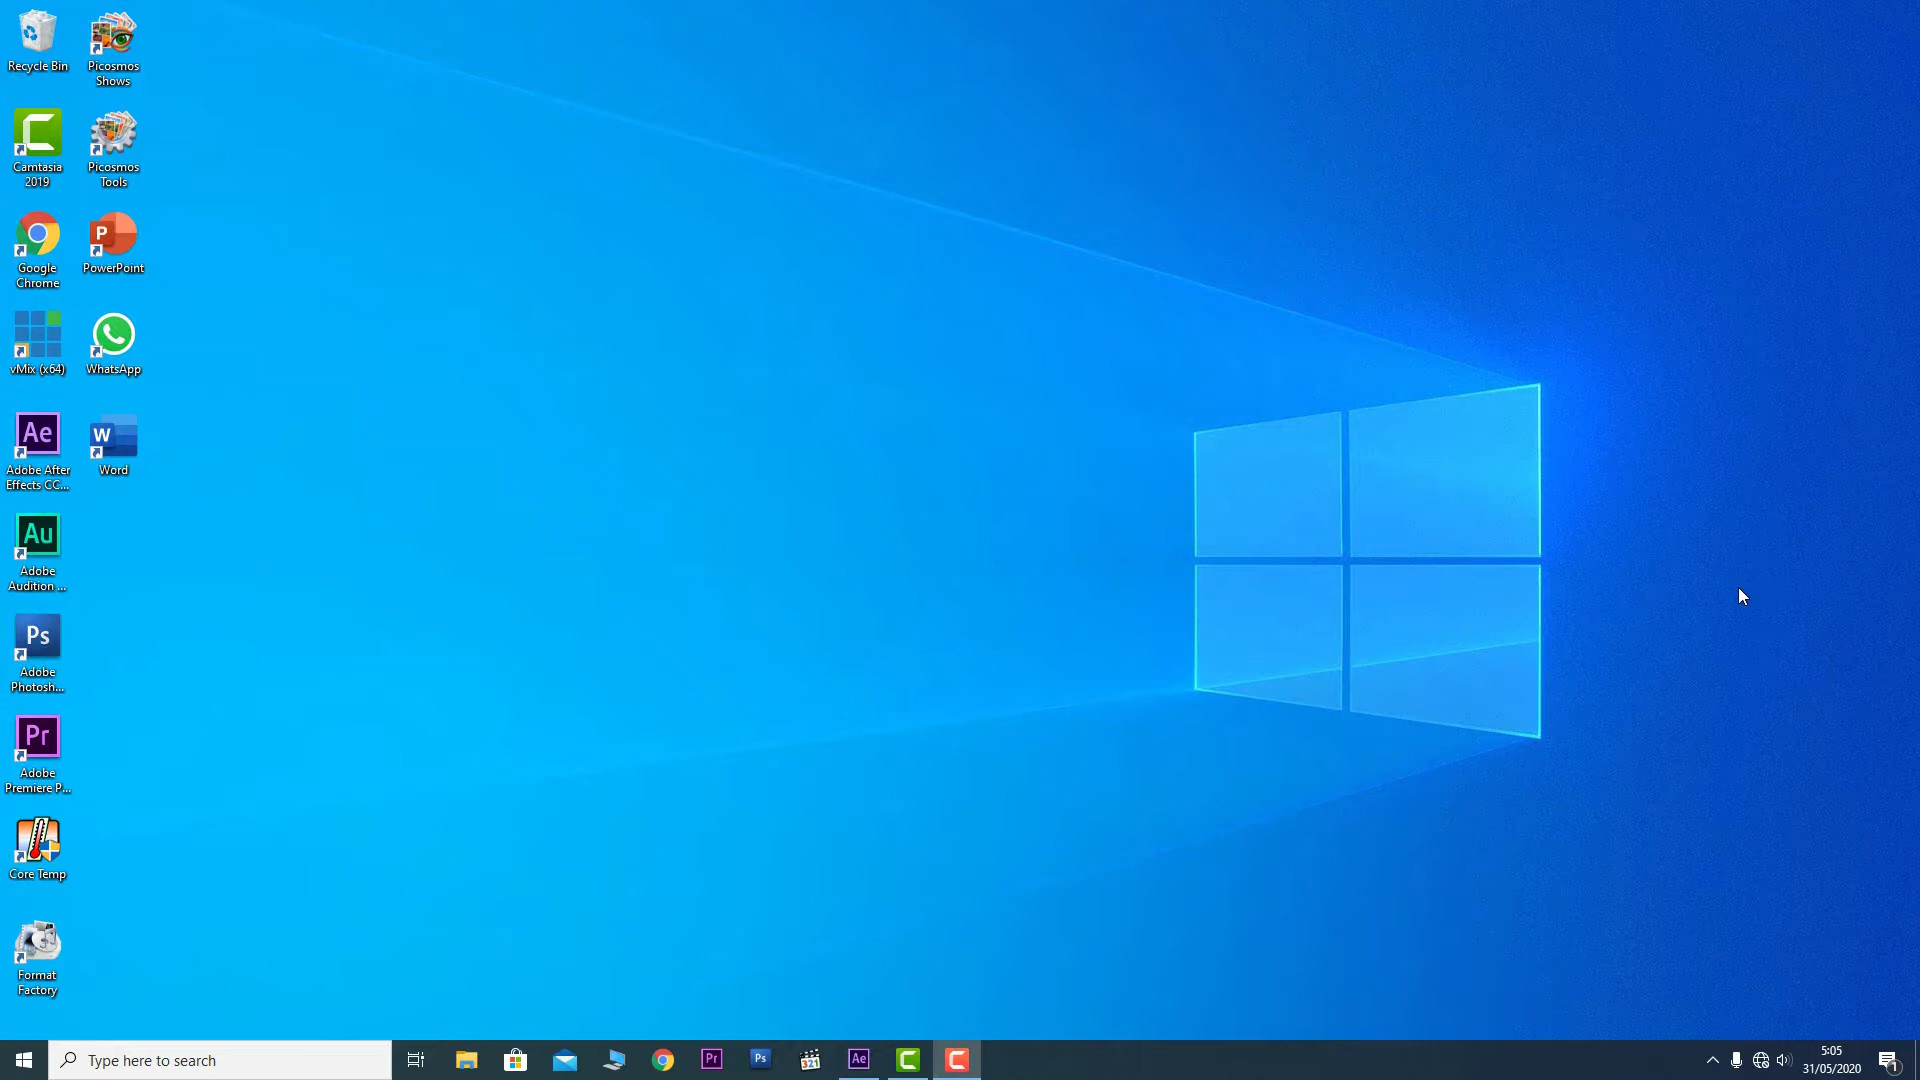 Recycle Bin
Picosmos
Shows
Camtasia
2019
Picosmos
Tools
Google
Chrome
P
PowerPoint
vMix (x64)
WhatsApp
Ae
Adobe After
Effects CC...
W
Word
Au
Adobe
Audition ...
Ps
Adobe
Photosh...
Pr
Adobe
Premiere P...
Core Temp
Format
Factory
Type here to search
Pr
Ps
321
Ae
5:05
31/05/2020
1